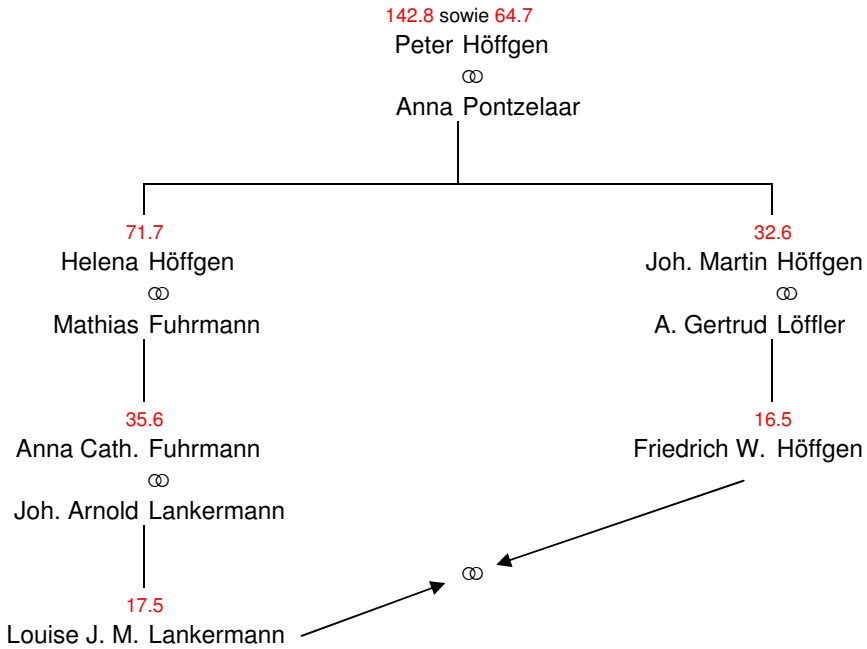 142.8 sowie 64.7
Peter Höffgen
Anna Pontzelaar
71.7
Helena Höffgen
Mathias Fuhrmann
32.6
Joh. Martin Höffgen
A. Gertrud Löffler
35.6
Anna Cath. Fuhrmann
Joh. Arnold Lankermann
16.5
Friedrich W. Höffgen
17.5
Louise J. M. Lankermann